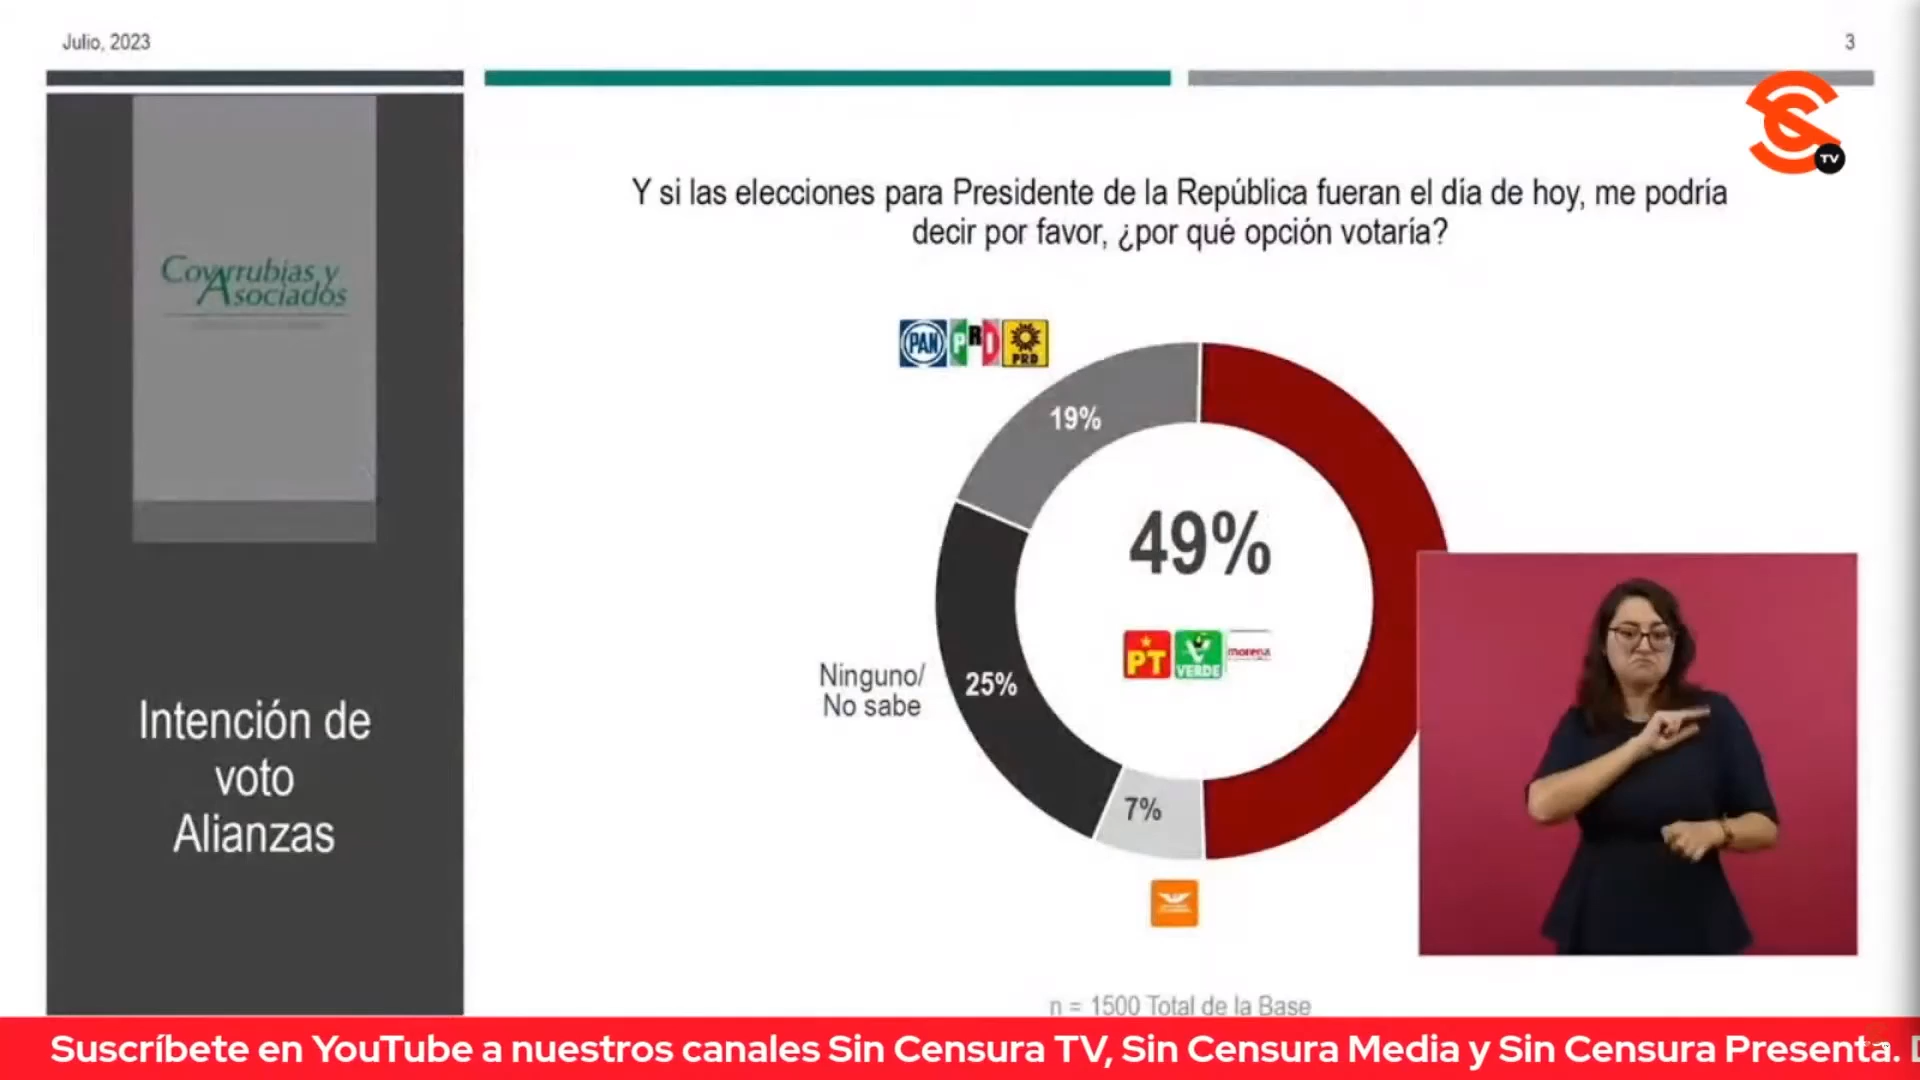 Julio, 2023
3
TV
Covarrubias y
Asociados
Y si las elecciones para Presidente de la República fueran el día de hoy, me podría
decir por favor, ¿por qué opción votaría?
PAN PRI PRD
19%
49%
PT VERDE morena
Ninguno/
No sabe
25%
7%
Intención de
voto
Alianzas
n = 1500 Total de la Base
Suscríbete en YouTube a nuestros canales Sin Censura TV, Sin Censura Media y Sin Censura Presenta.